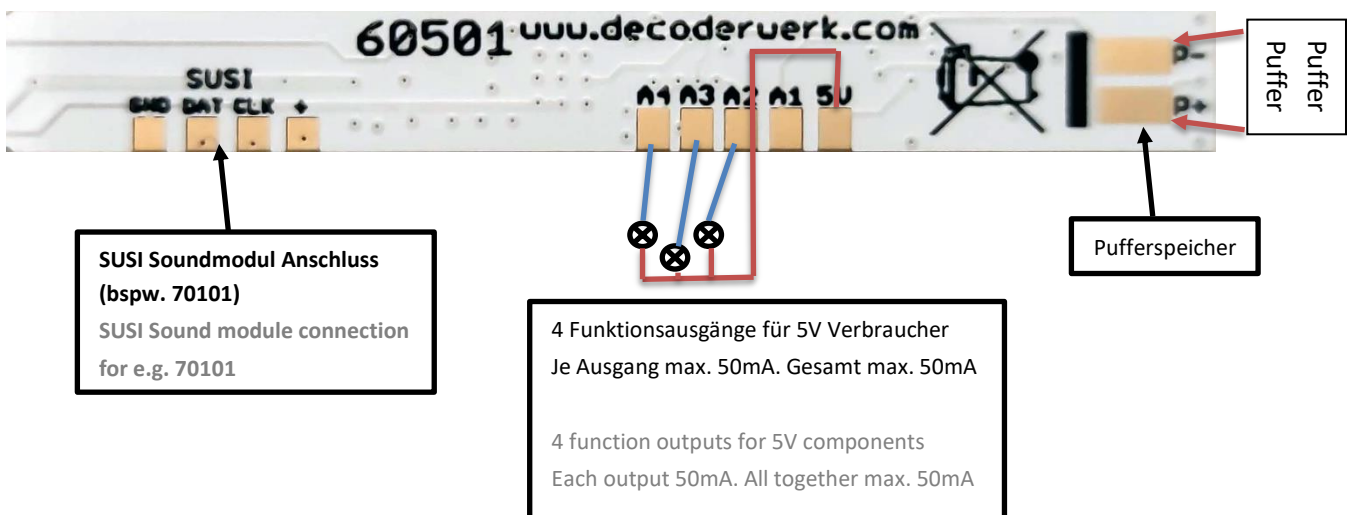 60501 www.decoderwerk.com
SUSI
GND DAT CLK +
A4 A3 A2 A1 5V
P-
P+
Puffer
Puffer
SUSI Soundmodul Anschluss
(bspw. 70101)
SUSI Sound module connection
for e.g. 70101
4 Funktionsausgänge für 5V Verbraucher
Je Ausgang max. 50mA. Gesamt max. 50mA
4 function outputs for 5V components
Each output 50mA. All together max. 50mA
Pufferspeicher